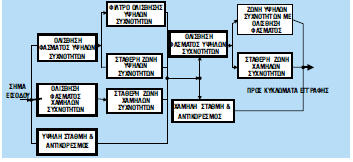 ΦΙΛΤΡΟ ΟΛΙΣΘΗΣΗΣ
ΥΨΗΛΩΝ
ΣΥΧΝΟΤΗΤΩΝ
ΖΩΝΗ ΥΨΗΛΩΝ
ΣΥΧΝΟΤΗΤΩΝ ΜΕ
ΟΛΙΣΘΗΣΗ
ΦΑΣΜΑΤΟΣ
ΟΛΙΣΘΗΣΗ
ΦΑΣΜΑΤΟΣ ΥΨΗΛΩΝ
ΣΥΧΝΟΤΗΤΩΝ
ΟΛΙΣΘΗΣΗ
ΦΑΣΜΑΤΟΣ ΥΨΗΛΩΝ
ΣΥΧΝΟΤΗΤΩΝ
ΣΤΑΘΕΡΗ ΖΩΝΗ
ΥΨΗΛΩΝ
ΣΥΧΝΟΤΗΤΩΝ
ΣΤΑΘΕΡΗ ΖΩΝΗ
ΧΑΜΗΛΩΝ
ΣΥΧΝΟΤΗΤΩΝ
ΣΗΜΑ
ΕΙΣΟΔΟΥ
ΟΛΙΣΘΗΣΗ
ΦΑΣΜΑΤΟΣ
ΧΑΜΗΛΩΝ
ΣΥΧΝΟΤΗΤΩΝ
ΣΤΑΘΕΡΗ ΖΩΝΗ
ΧΑΜΗΛΩΝ
ΣΥΧΝΟΤΗΤΩΝ
ΠΡΟΣ ΚΥΚΛΩΜΑΤΑ ΕΓΓΡΑΦΗΣ
ΧΑΜΗΛΗ ΣΤΑΘΜΗ &
ΑΝΤΙΚΟΡΕΣΜΟΣ
ΥΨΗΛΗ ΣΤΑΘΜΗ &
ΑΝΤΙΚΟΡΕΣΜΟΣ